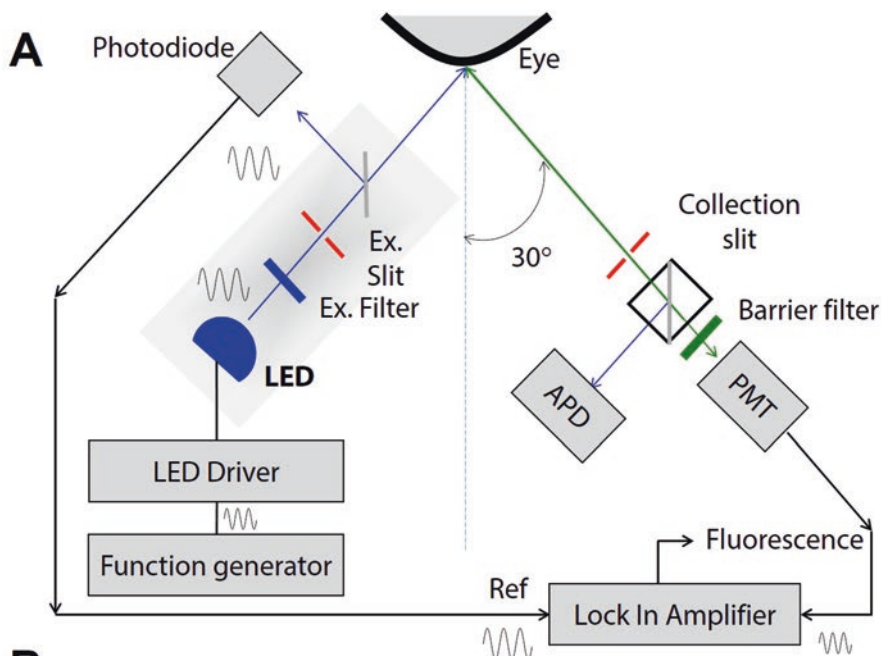 A
Photodiode
Eye
Collection
slit
30°
Ex.
Slit
Ex. Filter
Barrier filter
LED
APD
PMT
LED Driver
Function generator
Fluorescence
Ref
Lock In Amplifier